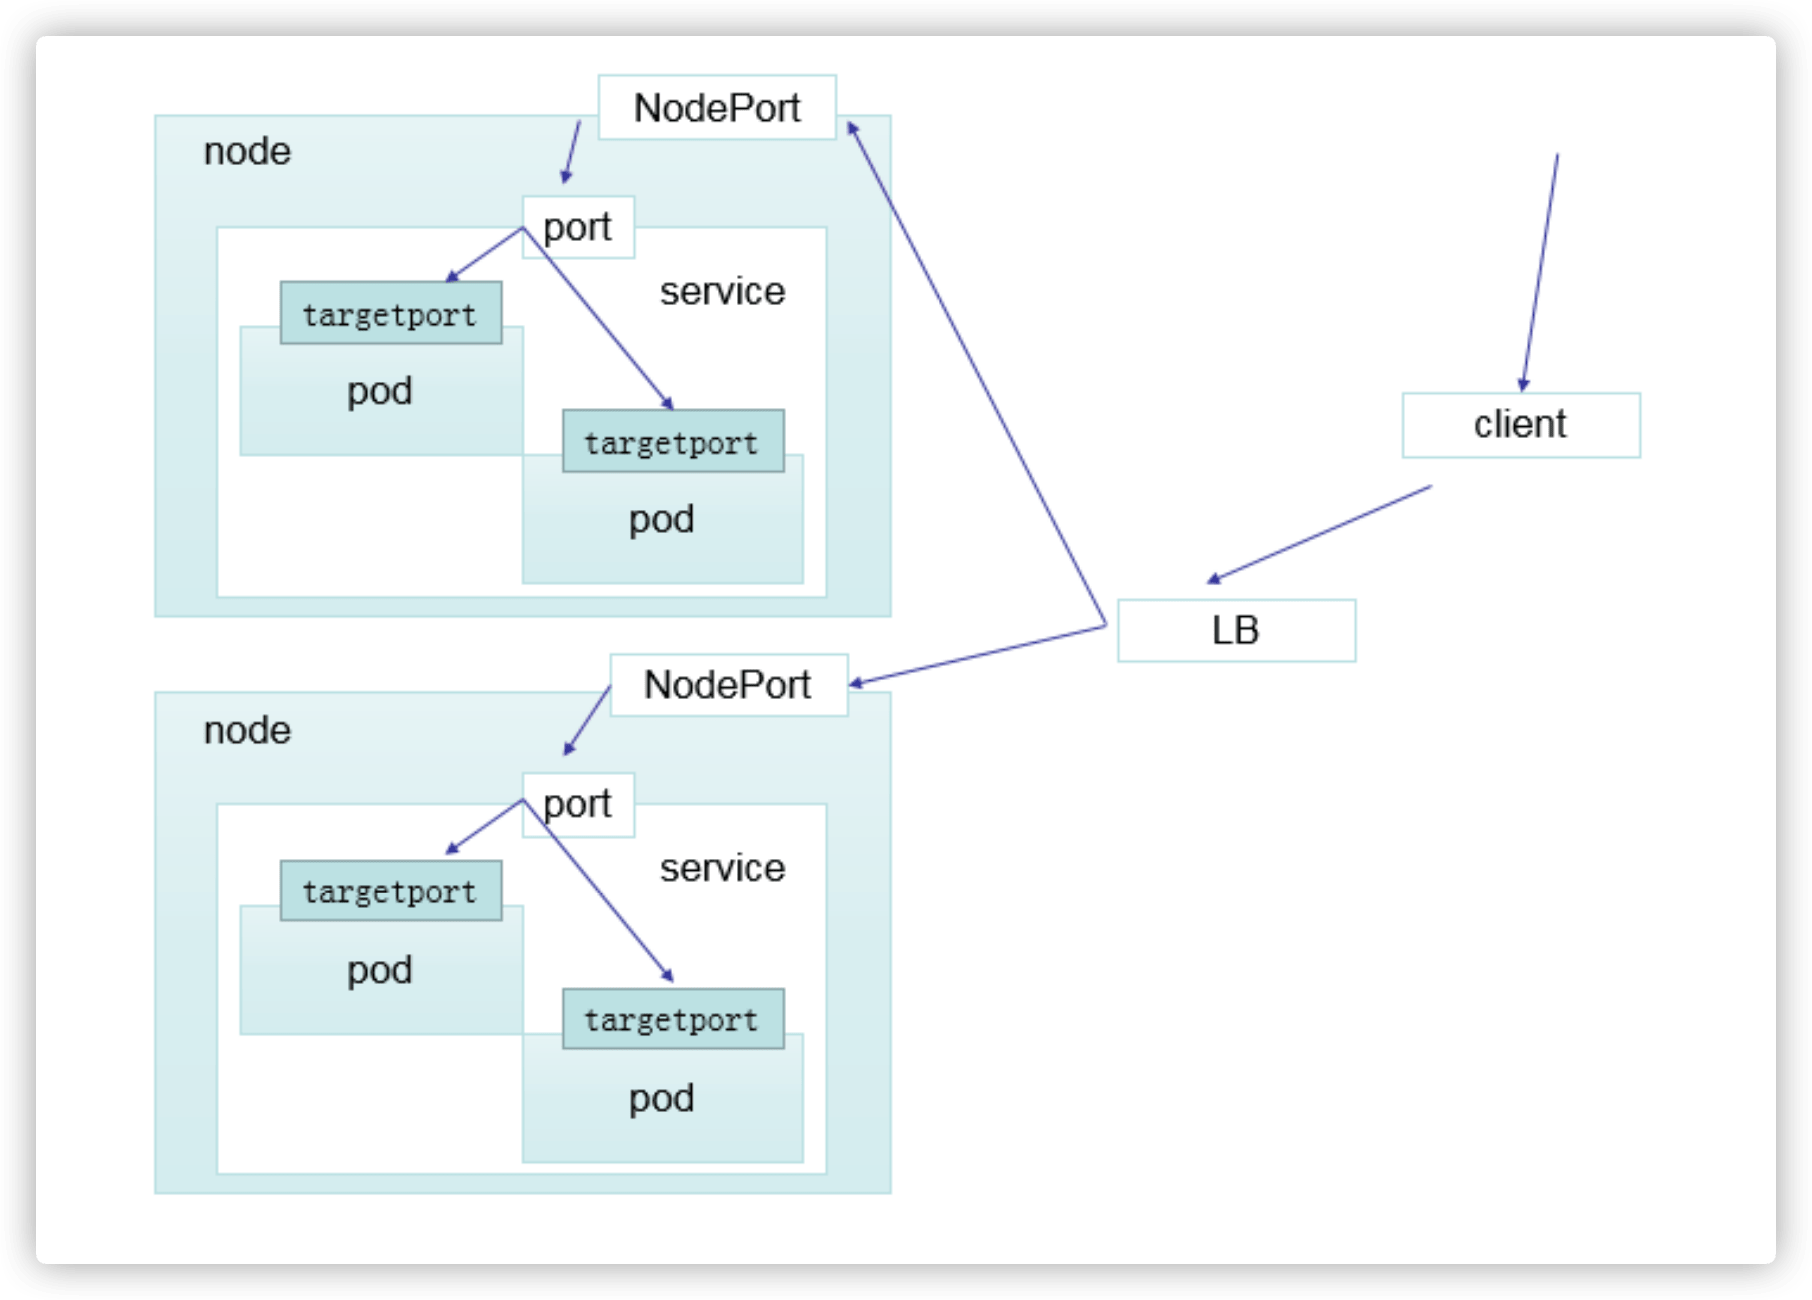 NodePort
node
port
service
targetport
pod
targetport
pod
client
LB
NodePort
node
port
service
targetport
pod
targetport
pod